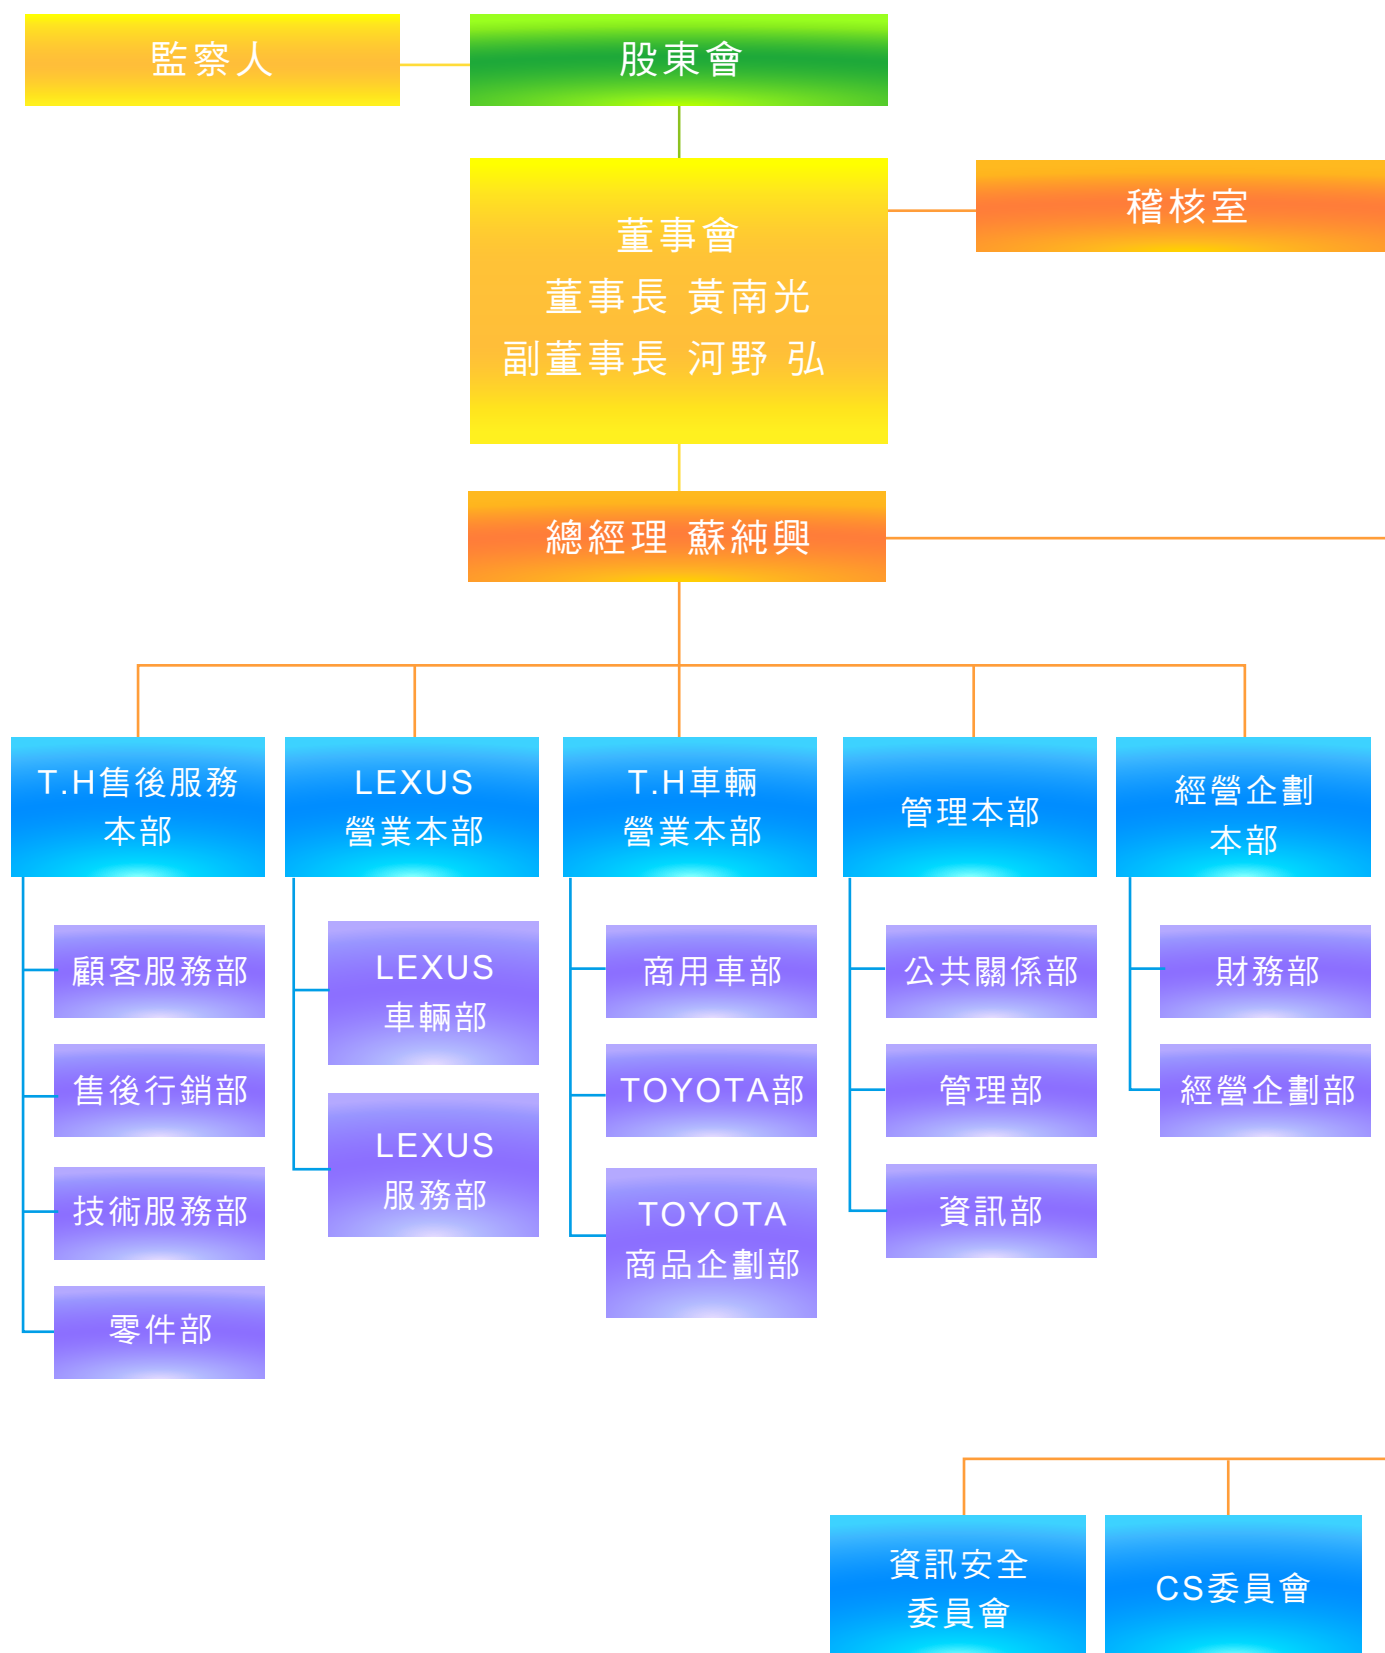 監察人
股東會
董事會
董事長 黃南光
副董事長 河野 弘
稽核室
總經理 蘇純興
T.H售後服務
本部
LEXUS
營業本部
T.H車輛
營業本部
管理本部
經營企劃
本部
顧客服務部
售後行銷部
技術服務部
零件部
LEXUS
車輛部
LEXUS
服務部
商用車部
TOYOTA部
TOYOTA
商品企劃部
公共關係部
管理部
資訊部
財務部
經營企劃部
資訊安全
委員會
CS委員會